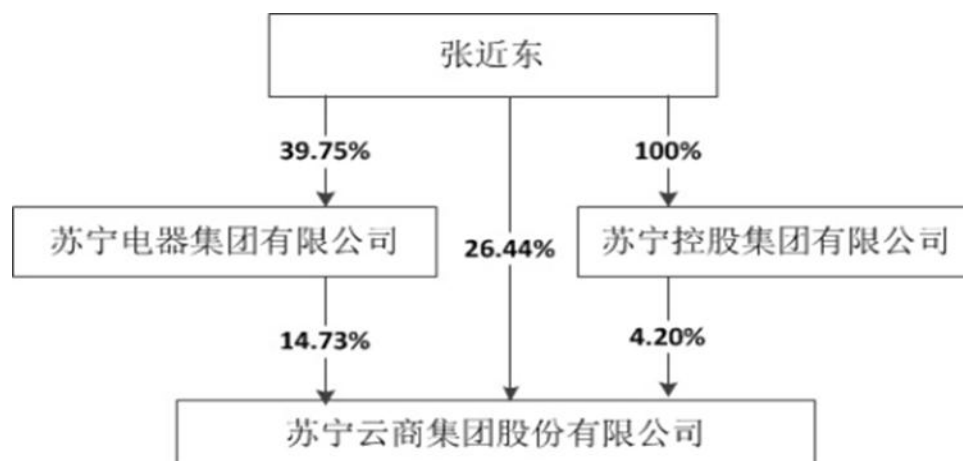 张近东
39.75%
100%
苏宁电器集团有限公司
26.44%
苏宁控股集团有限公司
14.73%
4.20%
苏宁云商集团股份有限公司